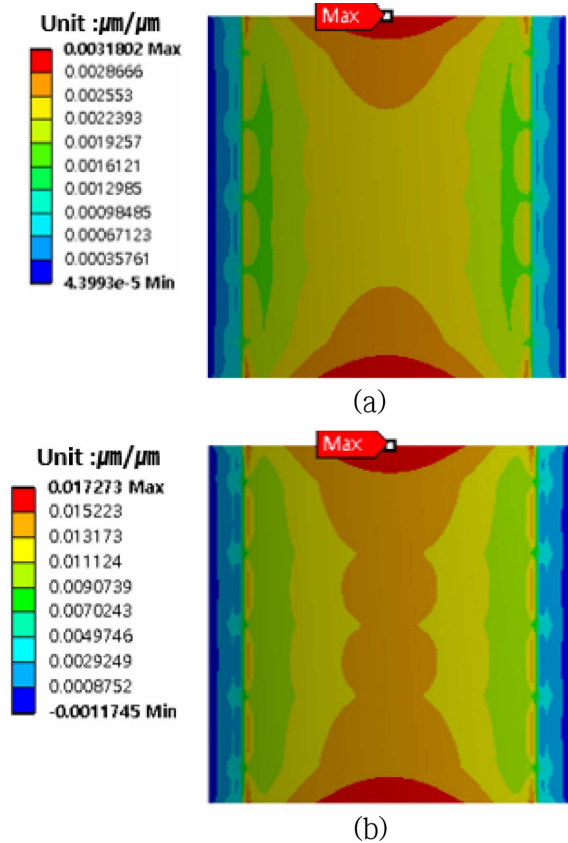 Max
Unit :㎛/㎛
0.0031802 Max
0.0028666
0.002553
0.0022393
0.0019257
0.0016121
0.0012985
0.00098485
0.00067123
0.00035761
4.3993e-5 Min
(a)
Max
Unit :㎛/㎛
0.017273 Max
0.015223
0.013173
0.011124
0.0090739
0.0070243
0.0049746
0.0029249
0.0008752
-0.0011745 Min
(b)